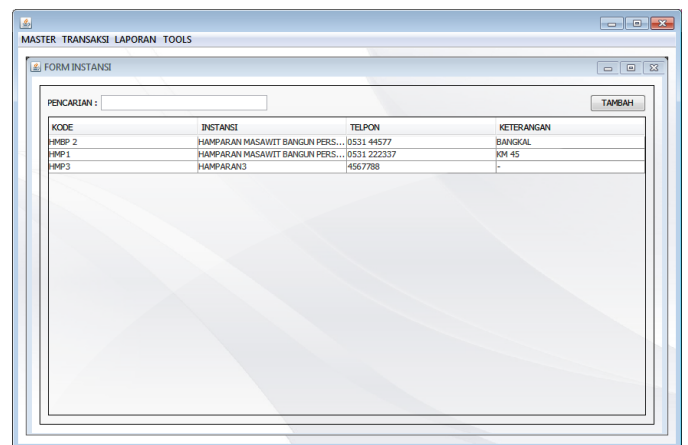 MASTER TRANSAKSI LAPORAN TOOLS
FORM INSTANSI
PENCARIAN : TAMBAH
KODE INSTANSI TELPON KETERANGAN
HMBP 2 HAMPARAN MASAWIT BANGUN PERS... 0531 44577 BANGKAL
HMP1 HAMPARAN MASAWIT BANGUN PERS... 0531 222337 KM 45
HMP3 HAMPARAN3 4567788 -